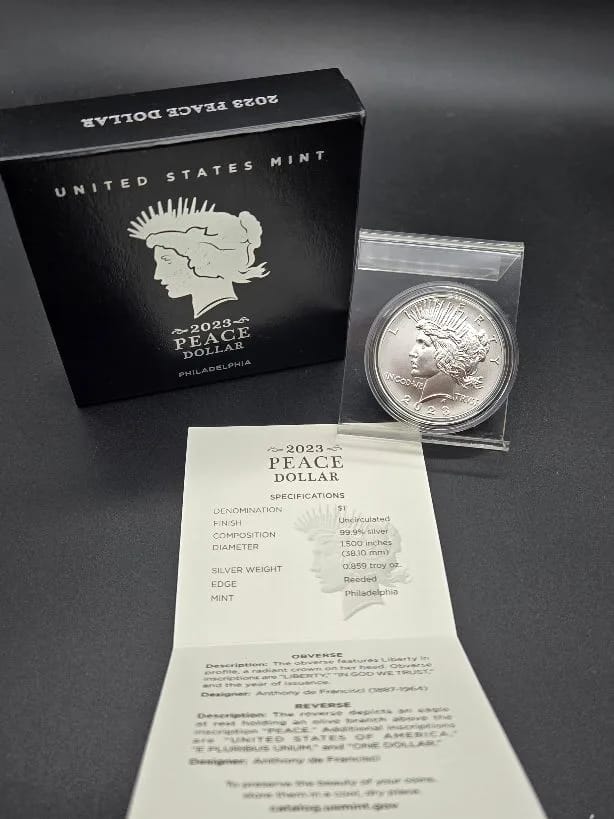 2023 PEACE DOLLAR
UNITED STATES MINT
2023
PEACE
DOLLAR
PHILADELPHIA
LIBERTY
IN GOD WE TRVST
2023
2023
PEACE
DOLLAR
SPECIFICATIONS
DENOMINATION $1
FINISH Uncirculated
COMPOSITION 99.9% silver
DIAMETER 1.500 inches
(38.10 mm)
SILVER WEIGHT 0.859 troy oz.
EDGE Reeded
MINT Philadelphia
OBVERSE
Description: The obverse features Liberty in
profile, a radiant crown on her head. Obverse
inscriptions are "LIBERTY," "IN GOD WE TRUST,"
and the year of issuance.
Designer: Anthony de Francisci (1887-1964)
REVERSE
Description: The reverse depicts an eagle
at rest holding an olive branch above the
inscription "PEACE." Additional inscriptions
are "UNITED STATES OF AMERICA,"
"E PLURIBUS UNUM," and "ONE DOLLAR."
Designer: Anthony de Francisci
To preserve the beauty of your coins,
store them in a cool, dry place.
catalog.usmint.gov